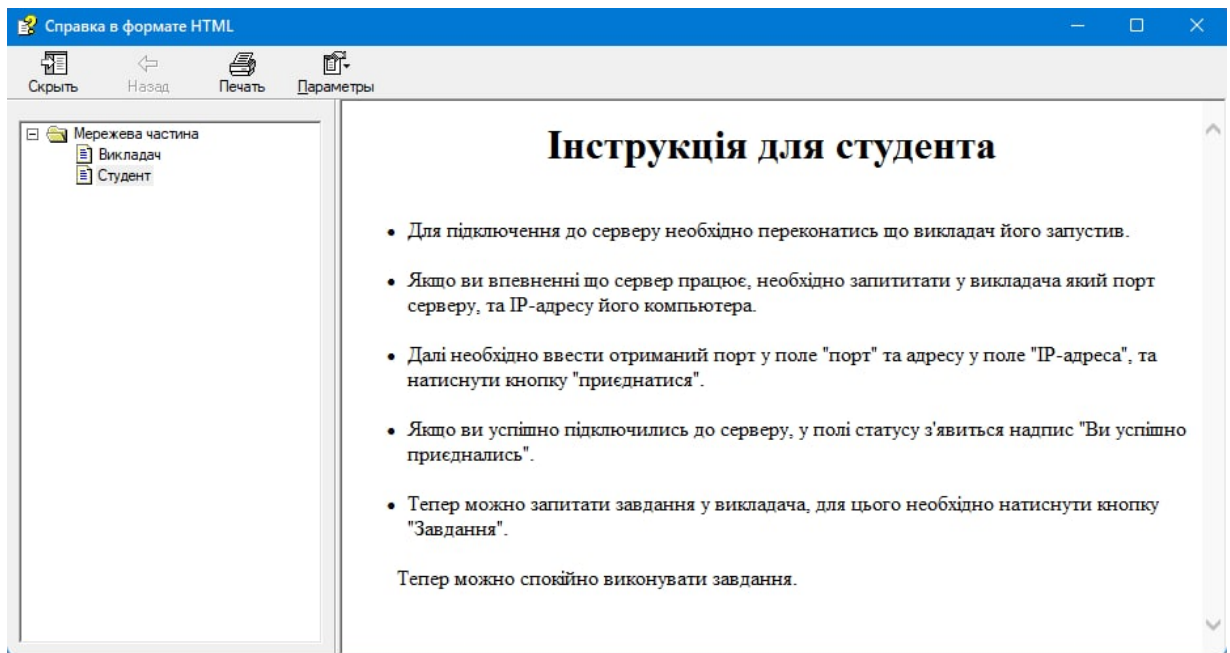 Справка в формате HTML
Скрыть Назад Печать Параметры
Мережева частина
Викладач
Студент
Інструкція для студента
• Для підключення до серверу необхідно переконатись що викладач його запустив.
• Якщо ви впевненні що сервер працює, необхідно запититати у викладача який порт
серверу, та IP-адресу його компьютера.
• Далі необхідно ввести отриманий порт у поле "порт" та адресу у поле "IP-адреса", та
натиснути кнопку "приєднатися".
• Якщо ви успішно підключились до серверу, у полі статусу з'явиться надпис "Ви успішно
приєднались".
• Тепер можно запитати завдання у викладача, для цього необхідно натиснути кнопку
"Завдання".
Тепер можно спокійно виконувати завдання.